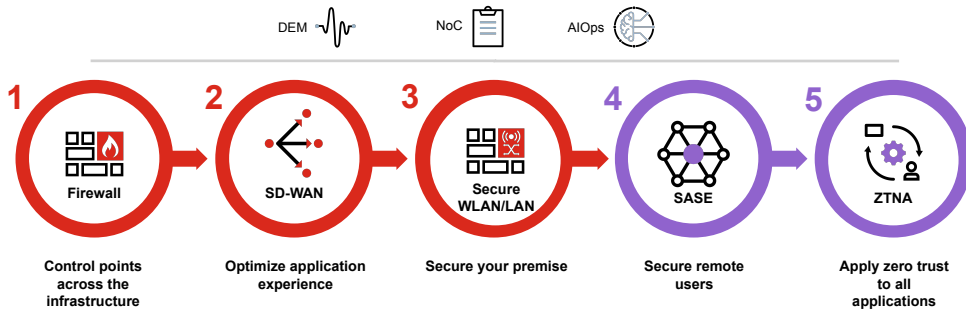 DEM
NoC
AIOps
1
2
3
4
5
Firewall
SD-WAN
Secure
WLAN/LAN
SASE
ZTNA
Control points
across the
infrastructure
Optimize application
experience
Secure your premise
Secure remote
users
Apply zero trust
to all
applications